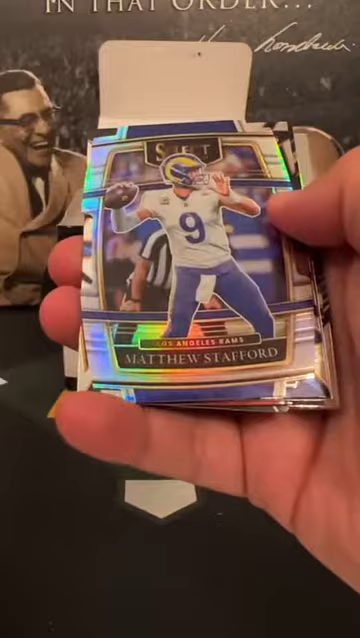 IN THAT ORDER...
SELECT
9
LOS ANGELES RAMS
MATTHEW STAFFORD